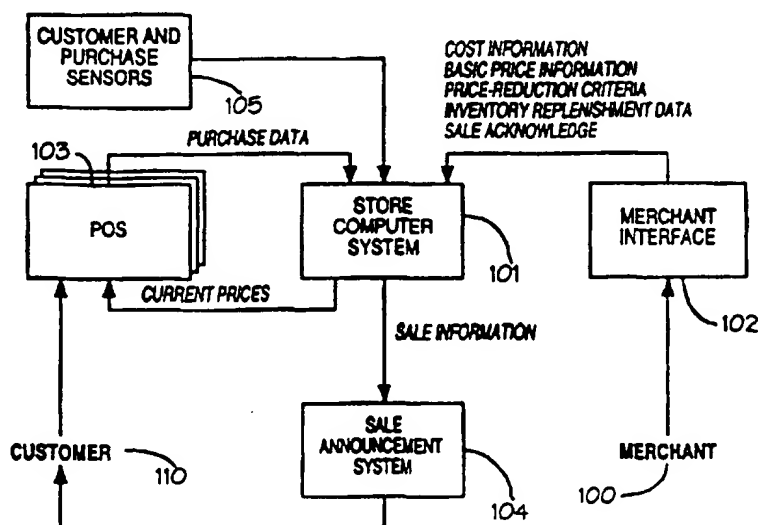 CUSTOMER AND
PURCHASE
SENSORS
105
COST INFORMATION
BASIC PRICE INFORMATION
PRICE-REDUCTION CRITERIA
INVENTORY REPLENISHMENT DATA
SALE ACKNOWLEDGE
103
PURCHASE DATA
POS
STORE
COMPUTER
SYSTEM
101
MERCHANT
INTERFACE
102
CURRENT PRICES
SALE INFORMATION
CUSTOMER
110
SALE
ANNOUNCEMENT
SYSTEM
104
MERCHANT
100